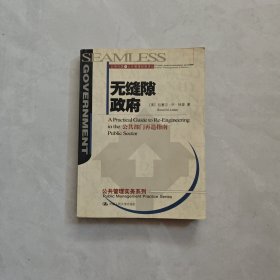 SEAMLESS
GOVERNMENT
无缝隙
政府
A Practical Guide to Re-Engineering
in the 公共部门再造指南
Public Sector
公共管理实务系列
Public Management Practice Series